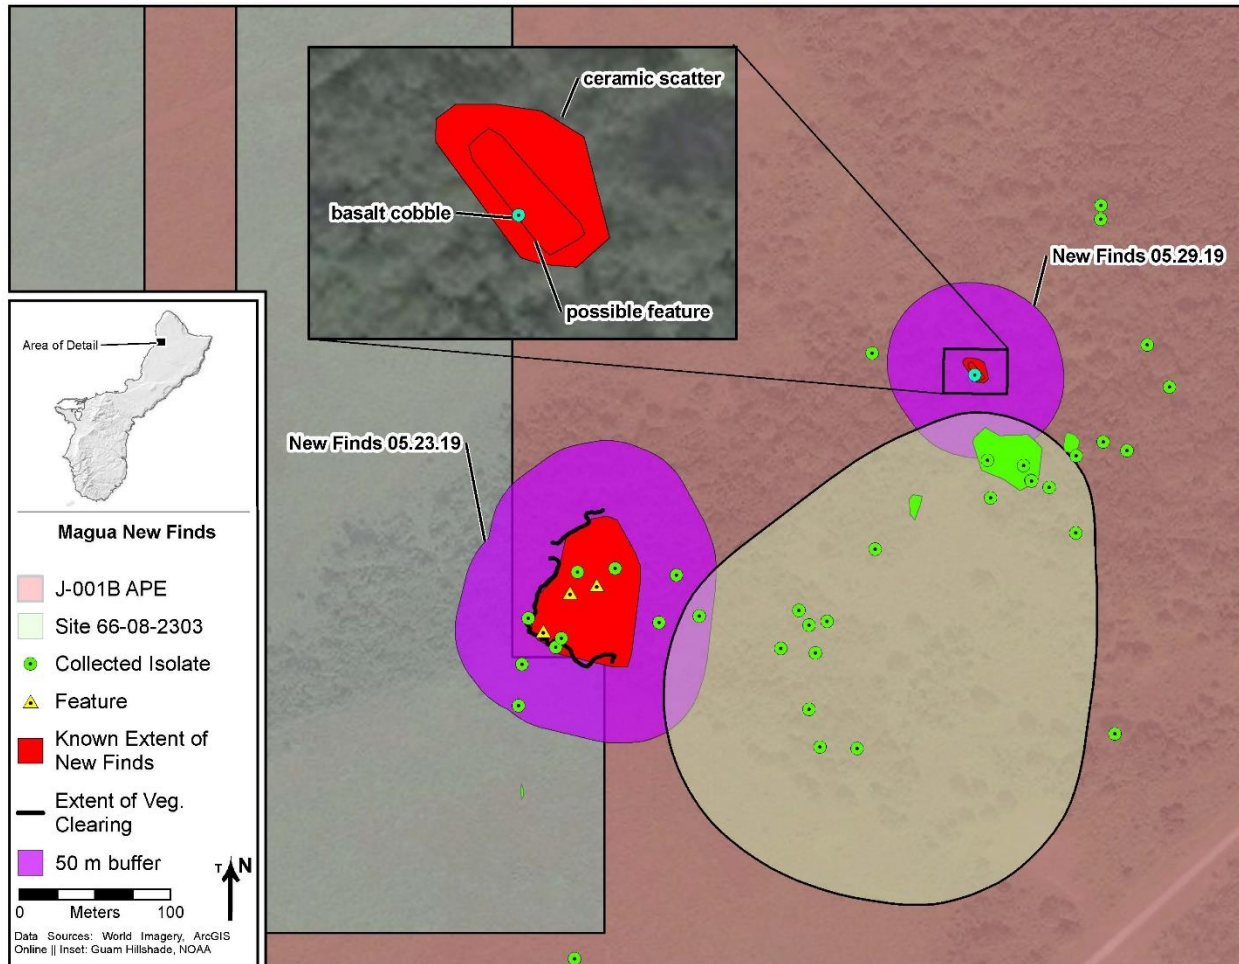 ceramic scatter
basalt cobble
possible feature
New Finds 05.29.19
New Finds 05.23.19
Area of Detail
Magua New Finds
J-001B APE
Site 66-08-2303
Collected Isolate
Feature
Known Extent of
New Finds
Extent of Veg.
Clearing
50 m buffer
0 Meters 100
T N
Data Sources: World Imagery, ArcGIS
Online || Inset: Guam Hillshade, NOAA